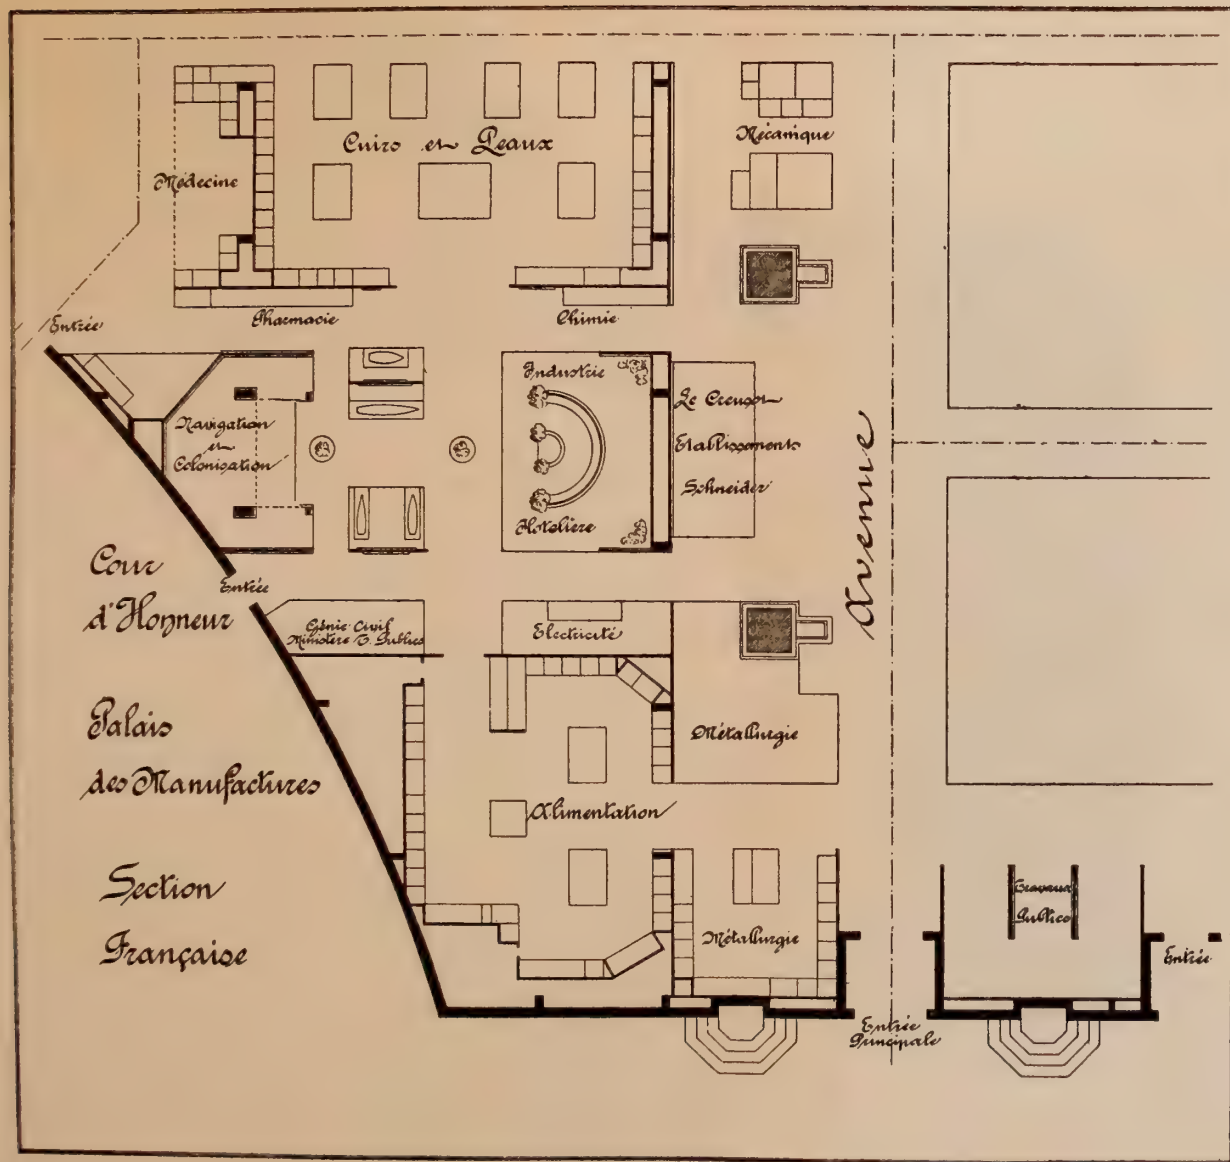 Cuirs et Peaux
Mécanique
Médecine
Pharmacie
Chimie
Entrée
Navigation
et
Colonisation
Industrie
Hotelière
Le Creusot
Etablissements
Schneider
Avenue
Cour
d'Honneur
Entrée
Génie Civil
Ministère T. Publics
Electricité
Palais
des Manufactures
Métallurgie
Alimentation
Section
Française
Métallurgie
Travaux
Publics
Entrée
Entrée
Principale